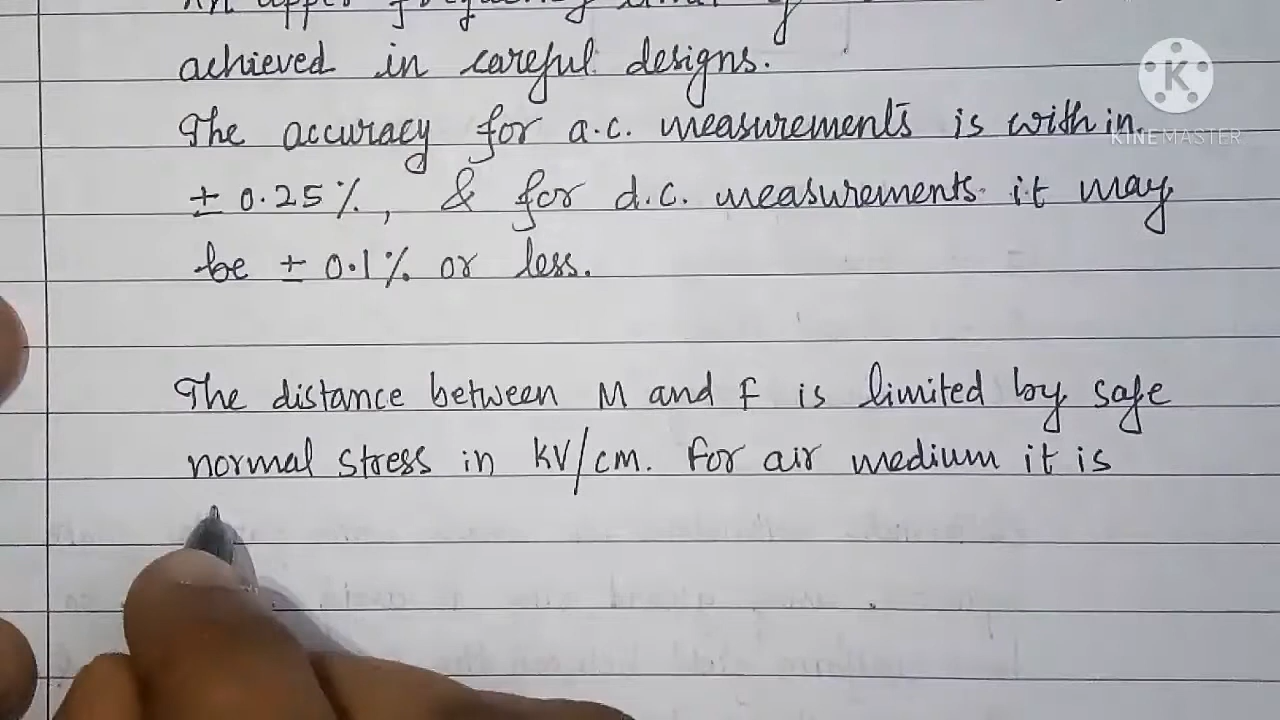 achieved in careful designs.
The accuracy for a.c. measurements is within
± 0.25%, & for d.c. measurements it may
be ± 0.1% or less.
The distance between M and F is limited by safe
normal stress in kV/cm. For air medium it is
K
KINEMASTER